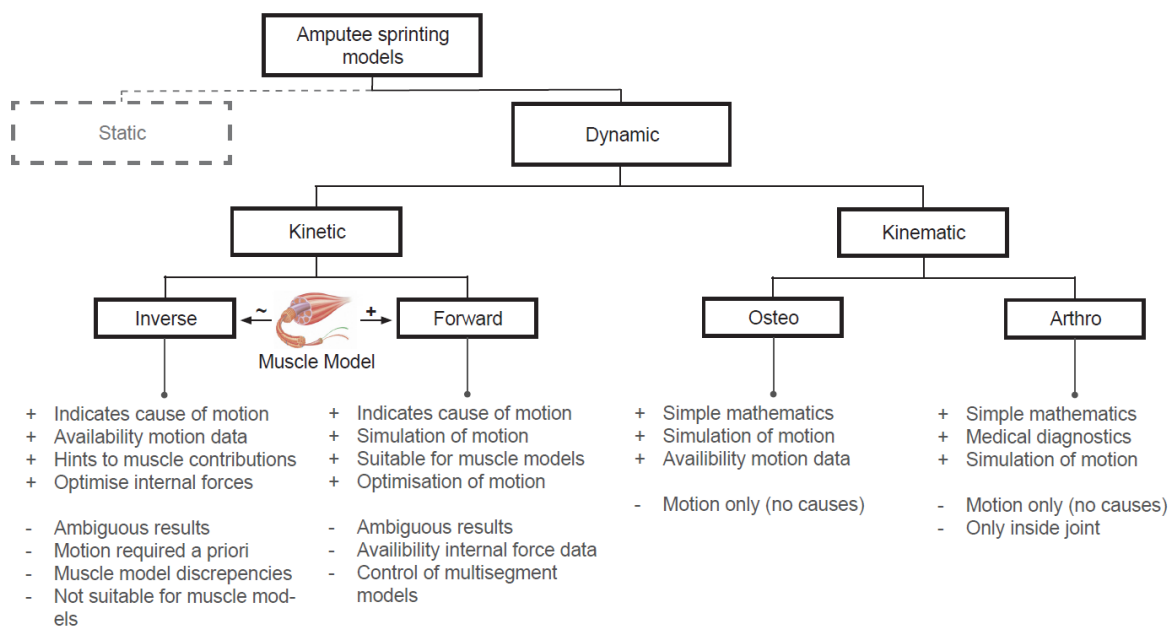 Amputee sprinting
models
Static
Dynamic
Kinetic
Kinematic
Inverse
~
+
Forward
Muscle Model
Osteo
Arthro
+ Indicates cause of motion
+ Availability motion data
+ Hints to muscle contributions
+ Optimise internal forces
- Ambiguous results
- Motion required a priori
- Muscle model discrepencies
- Not suitable for muscle mod-
els
+ Indicates cause of motion
+ Simulation of motion
+ Suitable for muscle models
+ Optimisation of motion
- Ambiguous results
- Availibility internal force data
- Control of multisegment
models
+ Simple mathematics
+ Simulation of motion
+ Availibility motion data
- Motion only (no causes)
+ Simple mathematics
+ Medical diagnostics
+ Simulation of motion
- Motion only (no causes)
- Only inside joint